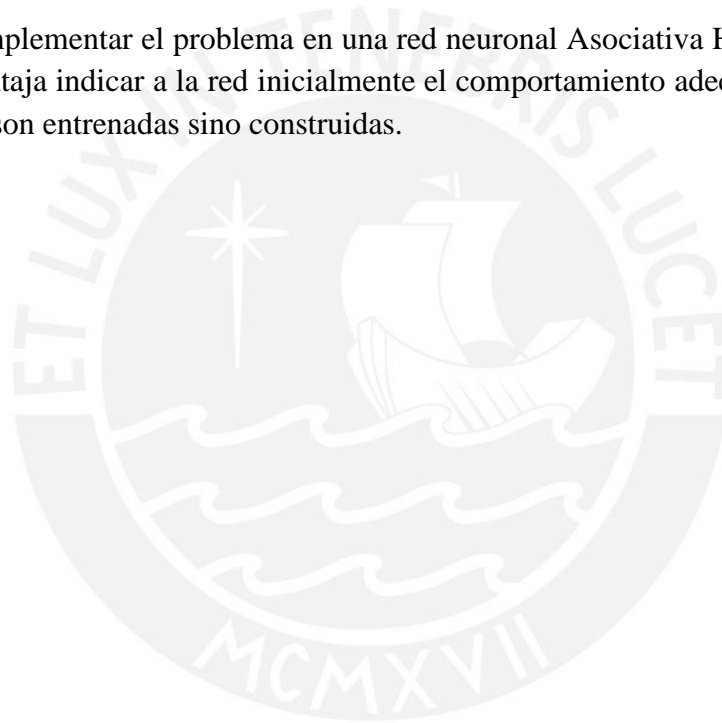 mplementar el problema en una red neuronal Asociativa
taja indicar a la red inicialmente el comportamiento
son entrenadas sino construidas.
ET LUX IN TENEBRIS LUCET
MCMXVII